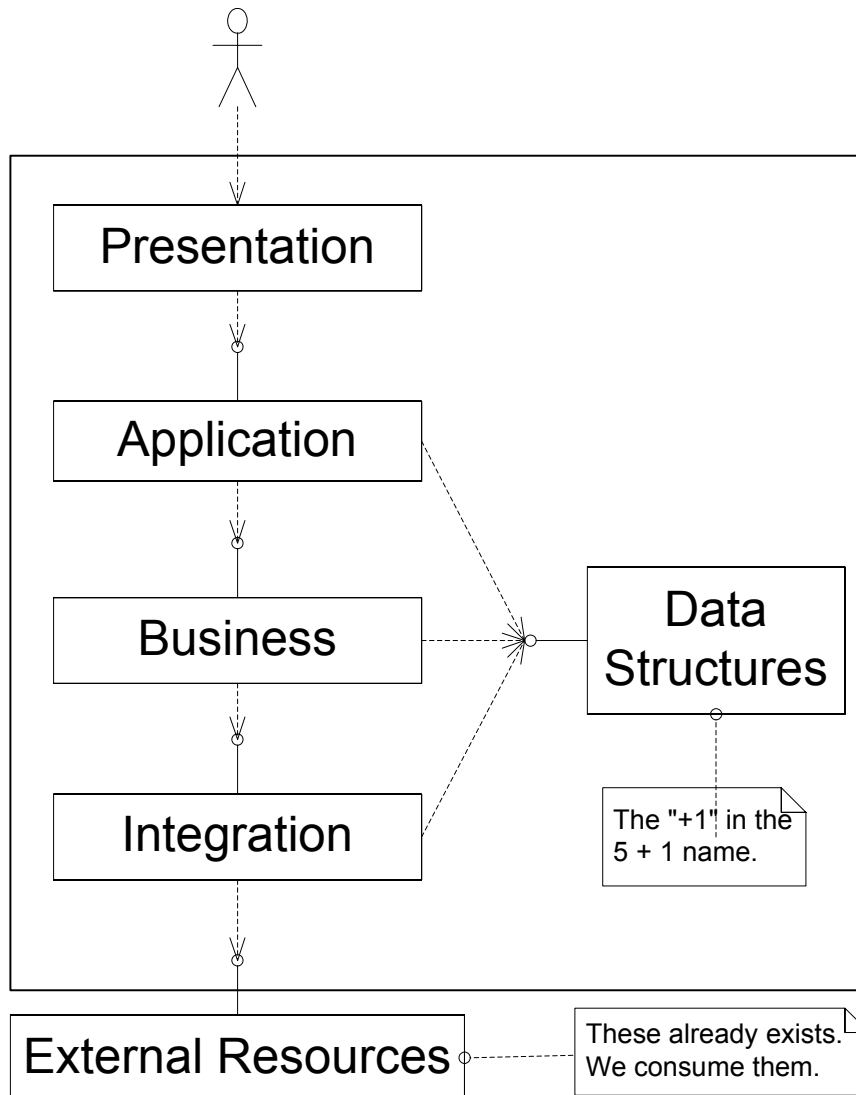 Presentation
Application
Business
Data
Structures
Integration
The "+1" in the
5 + 1 name.
External Resources
These already exists.
We consume them.